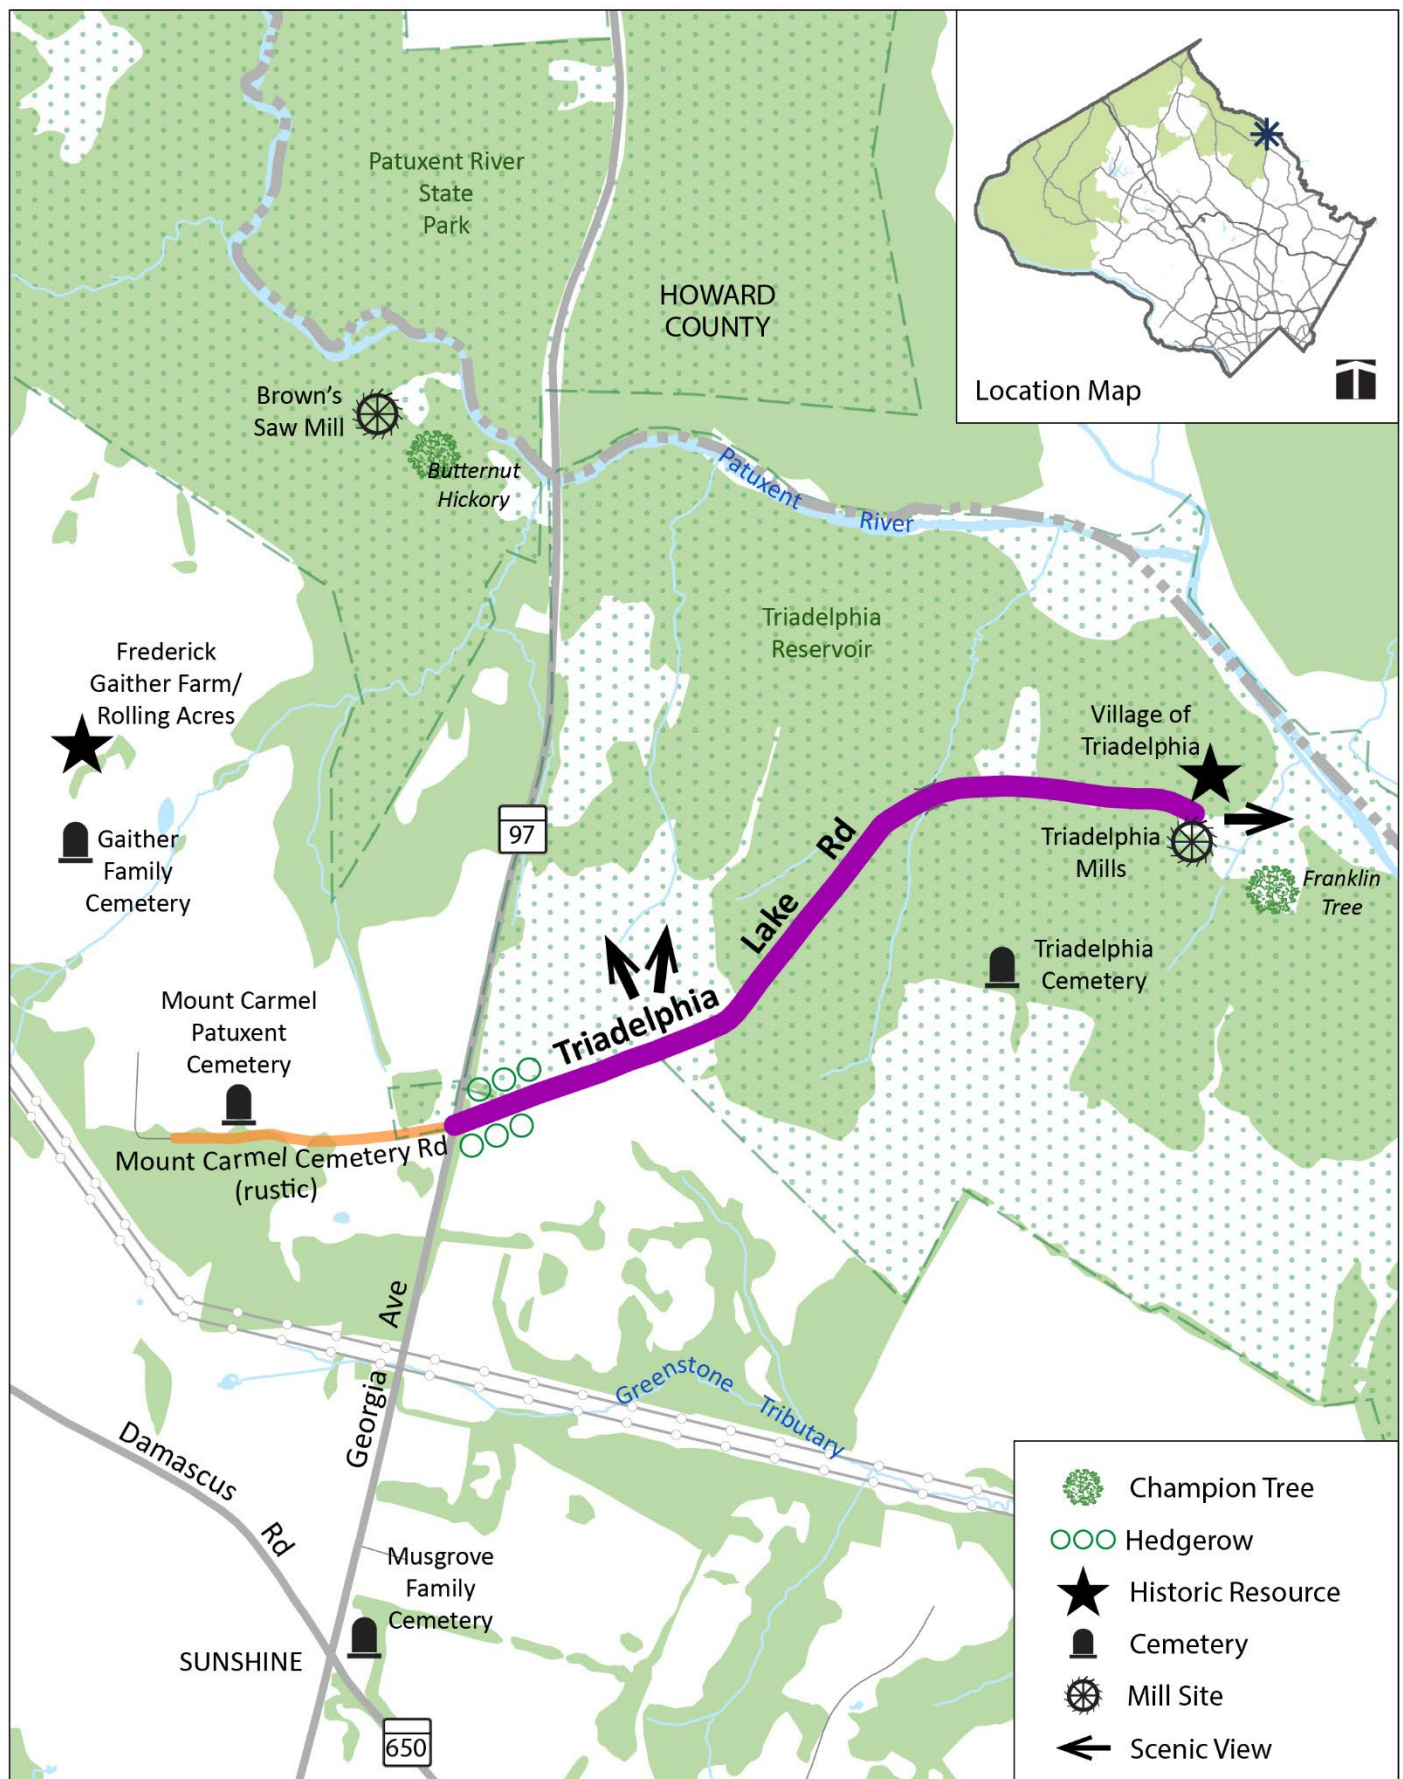 Patuxent River
State
Park
HOWARD
COUNTY
Location Map
Brown's
Saw Mill
Butternut
Hickory
Patuxent
River
Triadelphia
Reservoir
Frederick
Gaither Farm/
Rolling Acres
Village of
Triadelphia
97
Gaither
Family
Cemetery
Triadelphia
Mills
Franklin
Tree
Triadelphia Lake Rd
Triadelphia
Cemetery
Mount Carmel
Patuxent
Cemetery
Mount Carmel Cemetery Rd
(rustic)
Georgia Ave
Greenstone Tributary
Damascus Rd
Musgrove
Family
Cemetery
SUNSHINE
650
Champion Tree
Hedgerow
Historic Resource
Cemetery
Mill Site
Scenic View